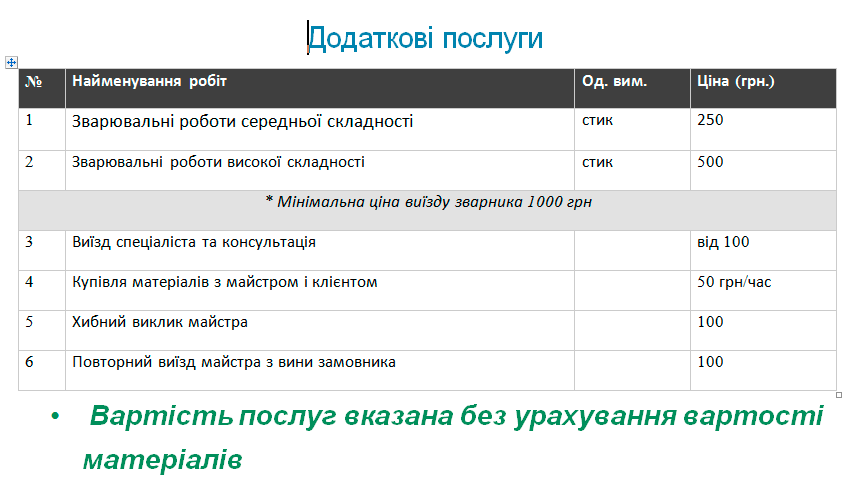 Додаткові послуги
№ Найменування робіт Од. вим. Ціна (грн.)
1 Зварювальні роботи середньої складності стик 250
2 Зварювальні роботи високої складності стик 500
* Мінімальна ціна виїзду зварника 1000 грн
3 Виїзд спеціаліста та консультація від 100
4 Купівля матеріалів з майстром і клієнтом 50 грн/час
5 Хибний виклик майстра 100
6 Повторний виїзд майстра з вини замовника 100
• Вартість послуг вказана без урахування вартості
матеріалів